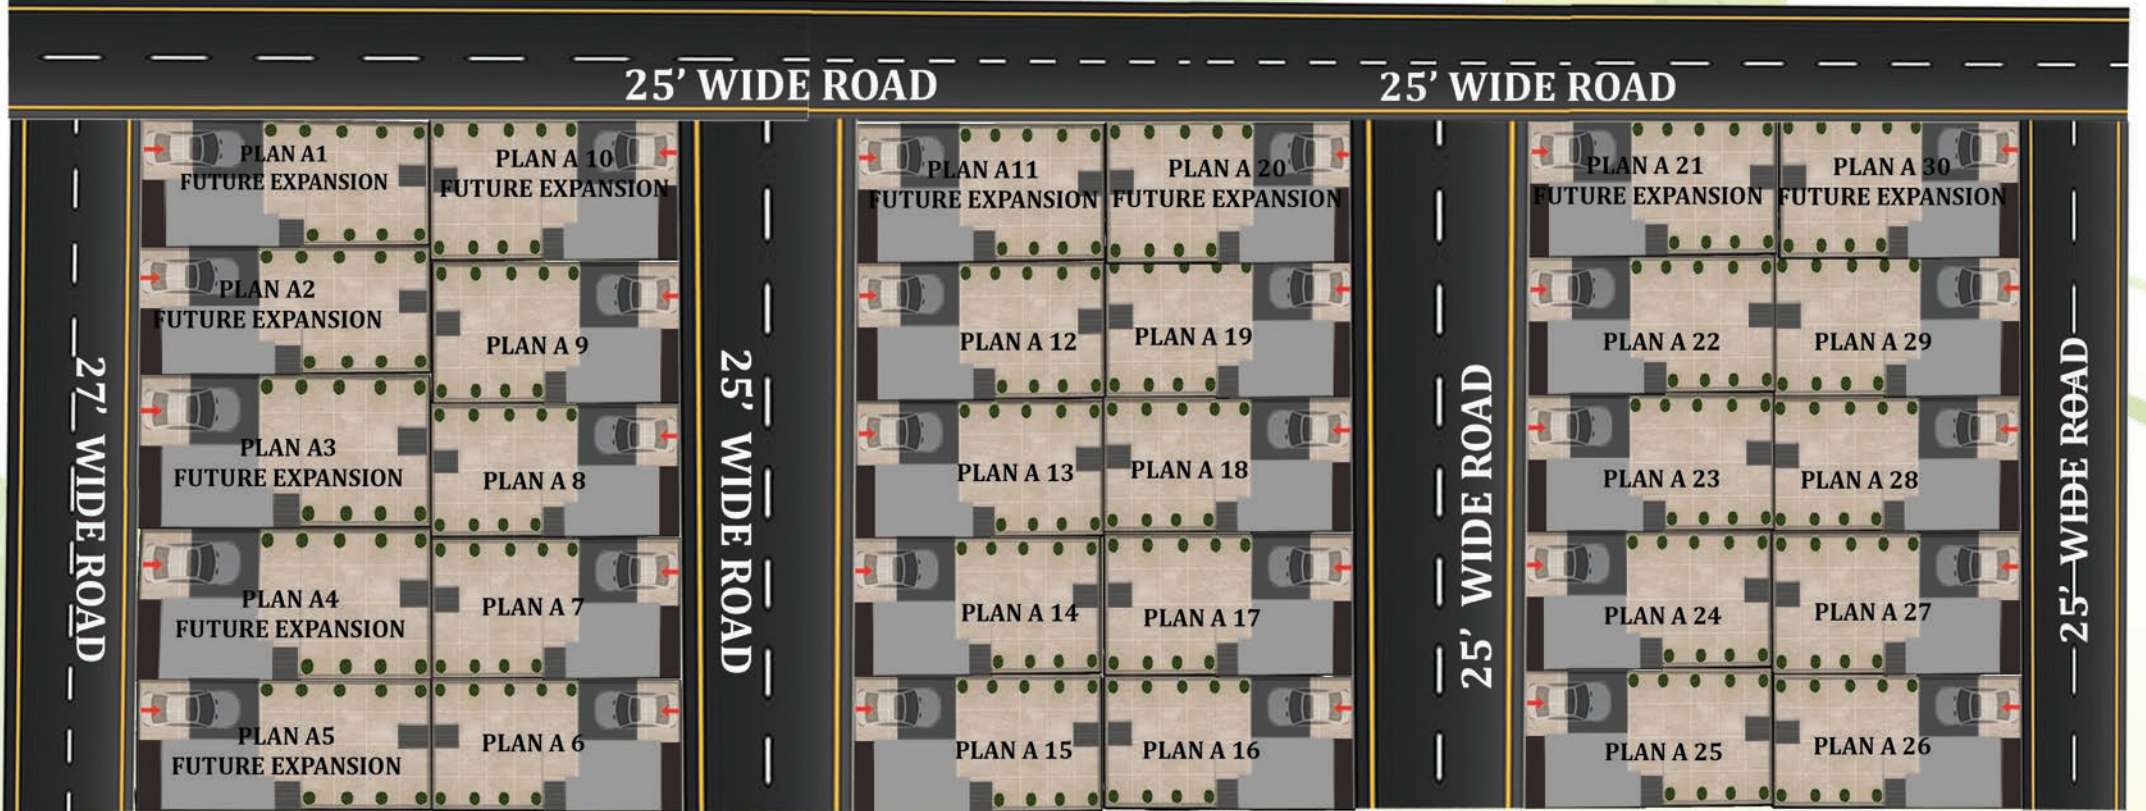 25’ WIDE ROAD
25’ WIDE ROAD
27’ WIDE ROAD
PLAN A1
FUTURE EXPANSION
PLAN A2
FUTURE EXPANSION
PLAN A3
FUTURE EXPANSION
PLAN A4
FUTURE EXPANSION
PLAN A5
FUTURE EXPANSION
PLAN A 10
FUTURE EXPANSION
PLAN A 9
PLAN A 8
PLAN A 7
PLAN A 6
25’ WIDE ROAD
PLAN A11
FUTURE EXPANSION
PLAN A 12
PLAN A 13
PLAN A 14
PLAN A 15
PLAN A 20
FUTURE EXPANSION
PLAN A 19
PLAN A 18
PLAN A 17
PLAN A 16
25’ WIDE ROAD
PLAN A 21
FUTURE EXPANSION
PLAN A 22
PLAN A 23
PLAN A 24
PLAN A 25
PLAN A 30
FUTURE EXPANSION
PLAN A 29
PLAN A 28
PLAN A 27
PLAN A 26
25’ WIDE ROAD